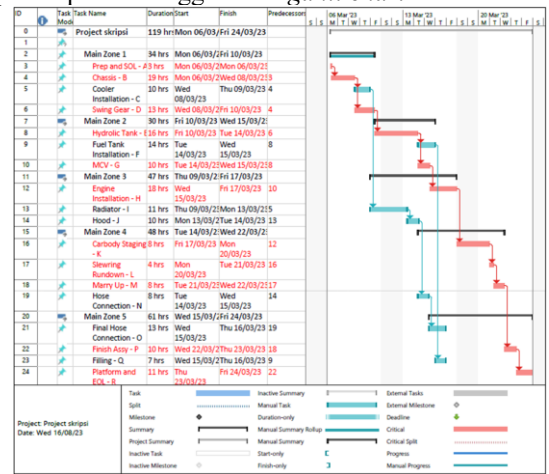 ID Task Mode Task Name Duration Start Finish Predecessors 06 Mar '23 13 Mar '23 20 Mar '23
S S M T W T F S S M T W T F S S M T W T F S
0 Project skripsi 119 hrs Mon 06/03/ Fri 24/03/23
1
2 Main Zone 1 34 hrs Mon 06/03/2 Fri 10/03/23
3 Prep and SOL - A 3 hrs Mon 06/03/2 Mon 06/03/23
4 Chassis - B 19 hrs Mon 06/03/2 Wed 08/03/23 3
5 Cooler Installation - C 10 hrs Wed 08/03/23 Thu 09/03/23 4
6 Swing Gear - D 13 hrs Wed 08/03/2 Fri 10/03/23 4
7 Main Zone 2 30 hrs Fri 10/03/23 Wed 15/03/2
8 Hydrolic Tank - E 16 hrs Fri 10/03/23 Tue 14/03/23 6
9 Fuel Tank Installation - F 14 hrs Tue 14/03/23 Wed 15/03/23 8
10 MCV - G 10 hrs Tue 14/03/23 Wed 15/03/23 8
11 Main Zone 3 47 hrs Thu 09/03/2 Fri 17/03/23
12 Engine Installation - H 18 hrs Wed 15/03/23 Fri 17/03/23 10
13 Radiator - I 11 hrs Thu 09/03/2 Mon 13/03/2 5
14 Hood - J 10 hrs Mon 13/03/2 Tue 14/03/23 13
15 Main Zone 4 48 hrs Tue 14/03/23 Wed 22/03/2
16 Carbody Staging - K 8 hrs Fri 17/03/23 Mon 20/03/23 12
17 Slewring Rundown - L 4 hrs Mon 20/03/23 Tue 21/03/23 16
18 Marry Up - M 8 hrs Tue 21/03/23 Wed 22/03/23 17
19 Hose Connection - N 8 hrs Tue 14/03/23 Wed 15/03/23 14
20 Main Zone 5 61 hrs Wed 15/03/ Fri 24/03/23
21 Final Hose Connection - O 13 hrs Wed 15/03/23 Thu 16/03/23 19
22 Finish Assy - P 10 hrs Wed 22/03/2 Thu 23/03/23 18
23 Filling - Q 7 hrs Wed 15/03/2 Thu 16/03/23 9
24 Platform and EOL - R 11 hrs Thu 23/03/23 Fri 24/03/23 22
Project: Project skripsi
Date: Wed 16/08/23
Task Inactive Summary External Tasks
Split Manual Task External Milestone
Milestone Duration-only Deadline
Summary Manual Summary Rollup Critical
Project Summary Manual Summary Critical Split
Inactive Task Start-only Progress
Inactive Milestone Finish-only Manual Progress